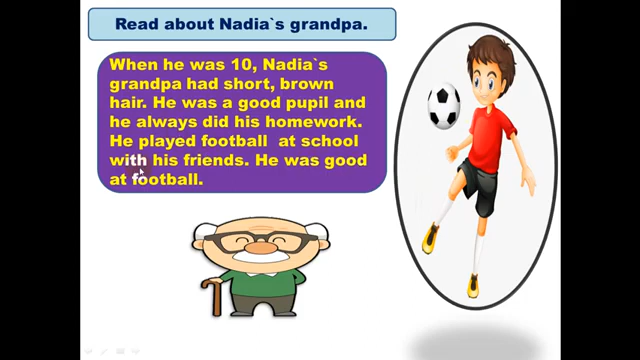 Read about Nadia`s grandpa.
When he was 10, Nadia`s
grandpa had short, brown
hair. He was a good pupil and
he always did his homework.
He played football  at school
with his friends. He was good
at football.